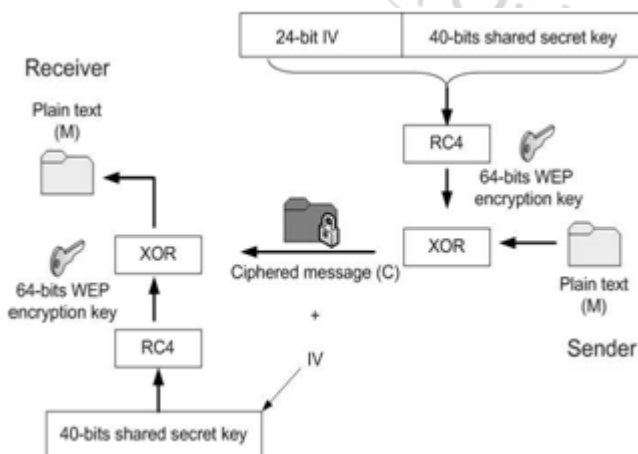 24-bit IV
40-bits shared secret key
Receiver
Plain text
(M)
RC4
64-bits WEP
encryption key
XOR
XOR
Ciphered message (C)
64-bits WEP
encryption key
Plain text
(M)
+
RC4
Sender
IV
40-bits shared secret key